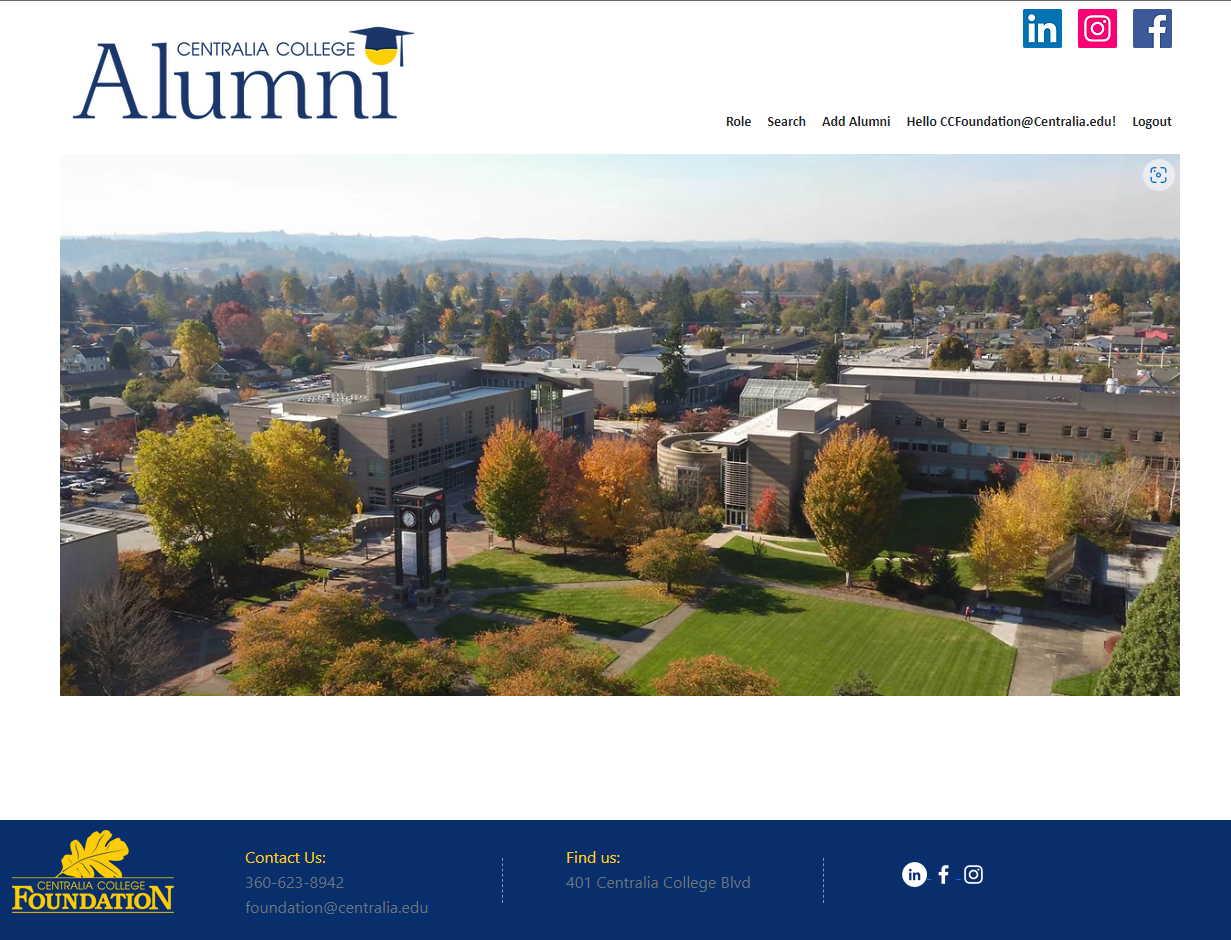 CENTRALIA COLLEGE
Alumni
Role Search Add Alumni Hello CCFoundation@Centralia.edu! Logout
CENTRALIA COLLEGE
FOUNDATION
Contact Us:
360-623-8942
foundation@centralia.edu
Find us:
401 Centralia College Blvd